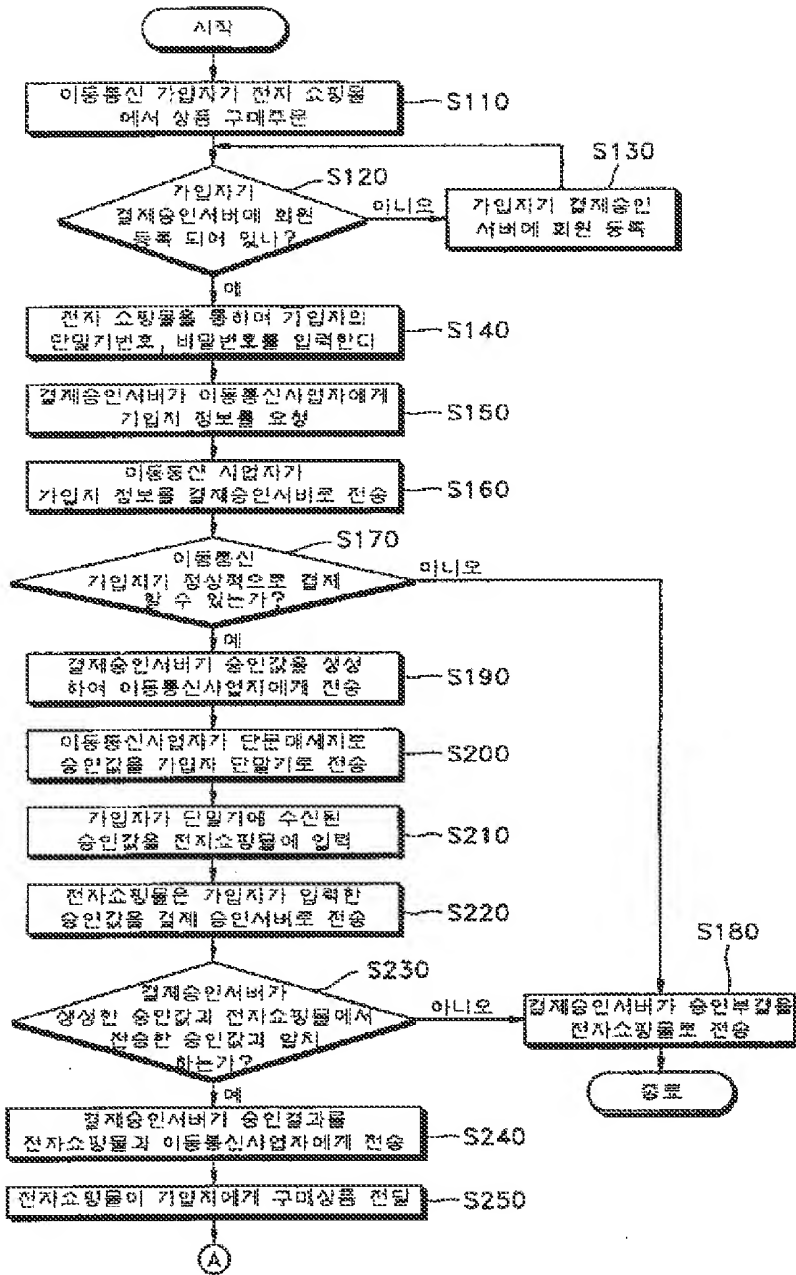 시작
이동통신 가입자가 전자 쇼핑몰
에서 상품 구매주문
S110
S120
가입자가
결제승인서버에 회원
등록 되어 있나?
아니오
S130
가입자가 결제승인
서버에 회원 등록
예
전자 쇼핑몰을 통하여 가입자의
단말기번호, 비밀번호를 입력한다
S140
결제승인서버가 이동통신사업자에게
가입자 정보를 요청
S150
이동통신 사업자가
가입자 정보를 결제승인서버로 전송
S160
S170
이동통신
가입자가 정상적으로 결제
할 수 있는가?
아니오
예
결제승인서버가 승인값을 생성
하여 이동통신사업자에게 전송
S190
이동통신사업자가 단문메세지로
승인값을 가입자 단말기로 전송
S200
가입자가 단말기에 수신된
승인값을 전자쇼핑몰에 입력
S210
전자쇼핑몰은 가입자가 입력한
승인값을 결제 승인서버로 전송
S220
S230
결제승인서버가
생성한 승인값과 전자쇼핑몰에서
전송한 승인값과 일치
하는가?
아니오
S180
결제승인서버가 승인부결을
전자쇼핑몰로 전송
종료
예
결제승인서버가 승인결과를
전자쇼핑몰과 이동통신사업자에게 전송
S240
전자쇼핑몰이 가입자에게 구매상품 전달
S250
A